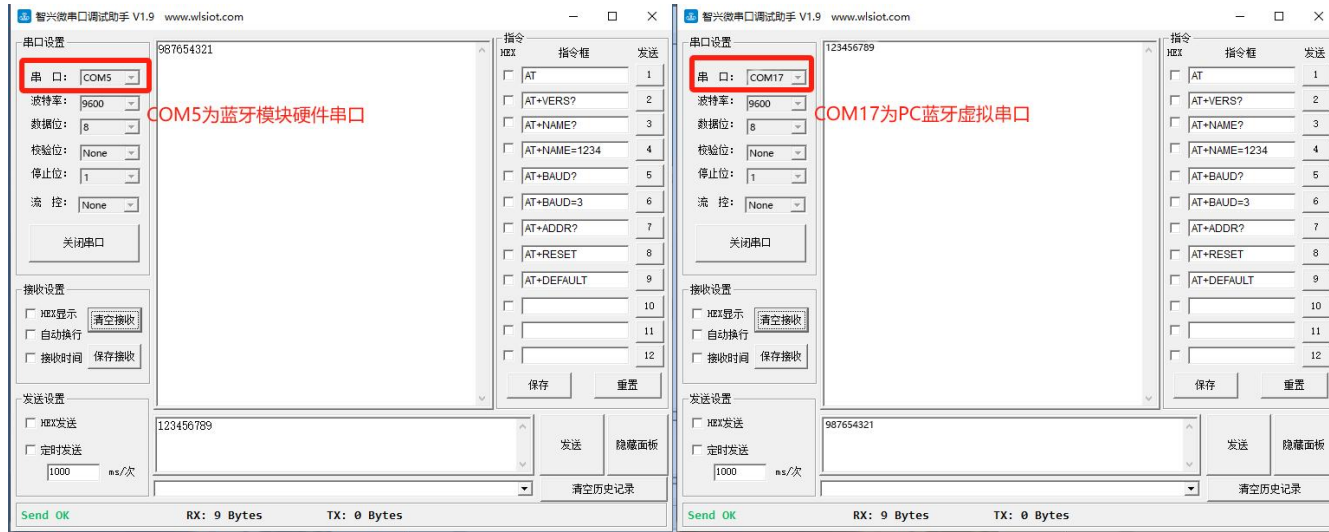 智兴微串口调试助手 V1.9 www.wlsiot.com
串口设置
串 口: COM5
波特率: 9600
数据位: 8
校验位: None
停止位: 1
流 控: None
关闭串口
接收设置
HEX显示 清空接收
自动换行
接收时间 保存接收
发送设置
HEX发送
定时发送
1000 ms/次
987654321
COM5为蓝牙模块硬件串口
123456789
指令
HEX 指令框 发送
AT 1
AT+VERS? 2
AT+NAME? 3
AT+NAME=1234 4
AT+BAUD? 5
AT+BAUD=3 6
AT+ADDR? 7
AT+RESET 8
AT+DEFAULT 9
10
11
12
保存 重置
发送 隐藏面板
清空历史记录
Send OK RX: 9 Bytes TX: 0 Bytes
智兴微串口调试助手 V1.9 www.wlsiot.com
串口设置
串 口: COM17
波特率: 9600
数据位: 8
校验位: None
停止位: 1
流 控: None
关闭串口
接收设置
HEX显示 清空接收
自动换行
接收时间 保存接收
发送设置
HEX发送
定时发送
1000 ms/次
123456789
COM17为PC蓝牙虚拟串口
987654321
指令
HEX 指令框 发送
AT 1
AT+VERS? 2
AT+NAME? 3
AT+NAME=1234 4
AT+BAUD? 5
AT+BAUD=3 6
AT+ADDR? 7
AT+RESET 8
AT+DEFAULT 9
10
11
12
保存 重置
发送 隐藏面板
清空历史记录
Send OK RX: 9 Bytes TX: 0 Bytes